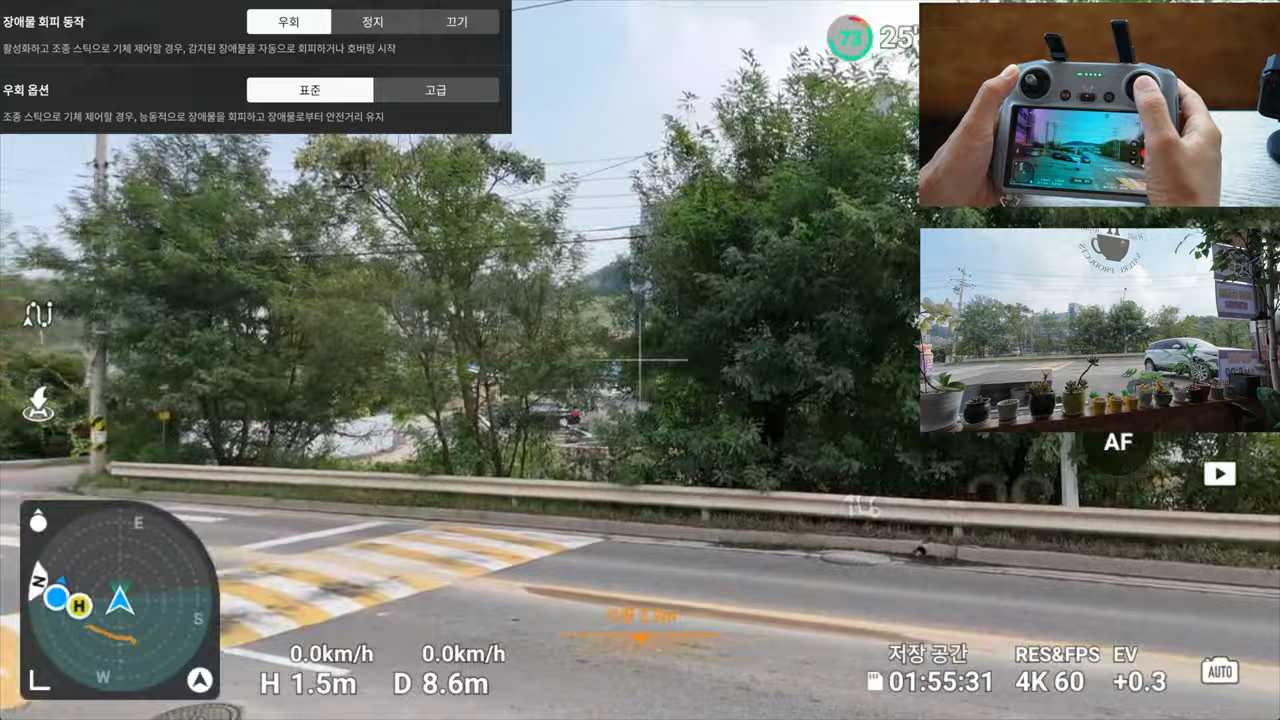 장애물 회피 동작
우회
정지
끄기
활성화하고 조종 스틱으로 기체 제어할 경우, 감지된 장애물을 자동으로 회피하거나 호버링 시작
우회 옵션
표준
고급
조종 스틱으로 기체 제어할 경우, 능동적으로 장애물을 회피하고 장애물로부터 안전거리 유지
73
25'
AF
E
N
H
S
W
0.0km/h
0.0km/h
H 1.5m
D 8.6m
저장 공간
01:55:31
RES&FPS
4K 60
EV
+0.3
AUTO